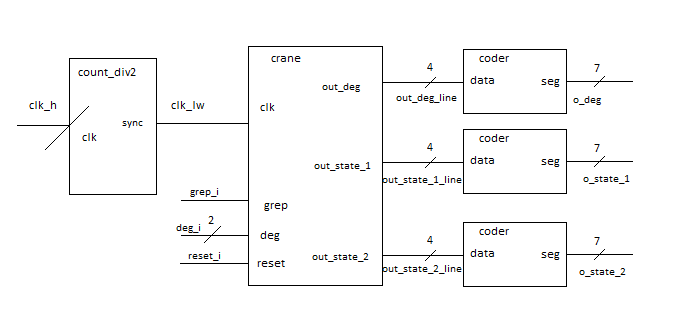 crane
coder
4
7
count_div2
out_deg
data
seg
clk_h
clk_lw
clk
out_deg_line
o_deg
sync
clk
coder
4
7
out_state_1
data
seg
out_state_1_line
o_state_1
grep_i
grep
2
deg_i
deg
coder
4
7
reset_i
reset
out_state_2
data
seg
out_state_2_line
o_state_2